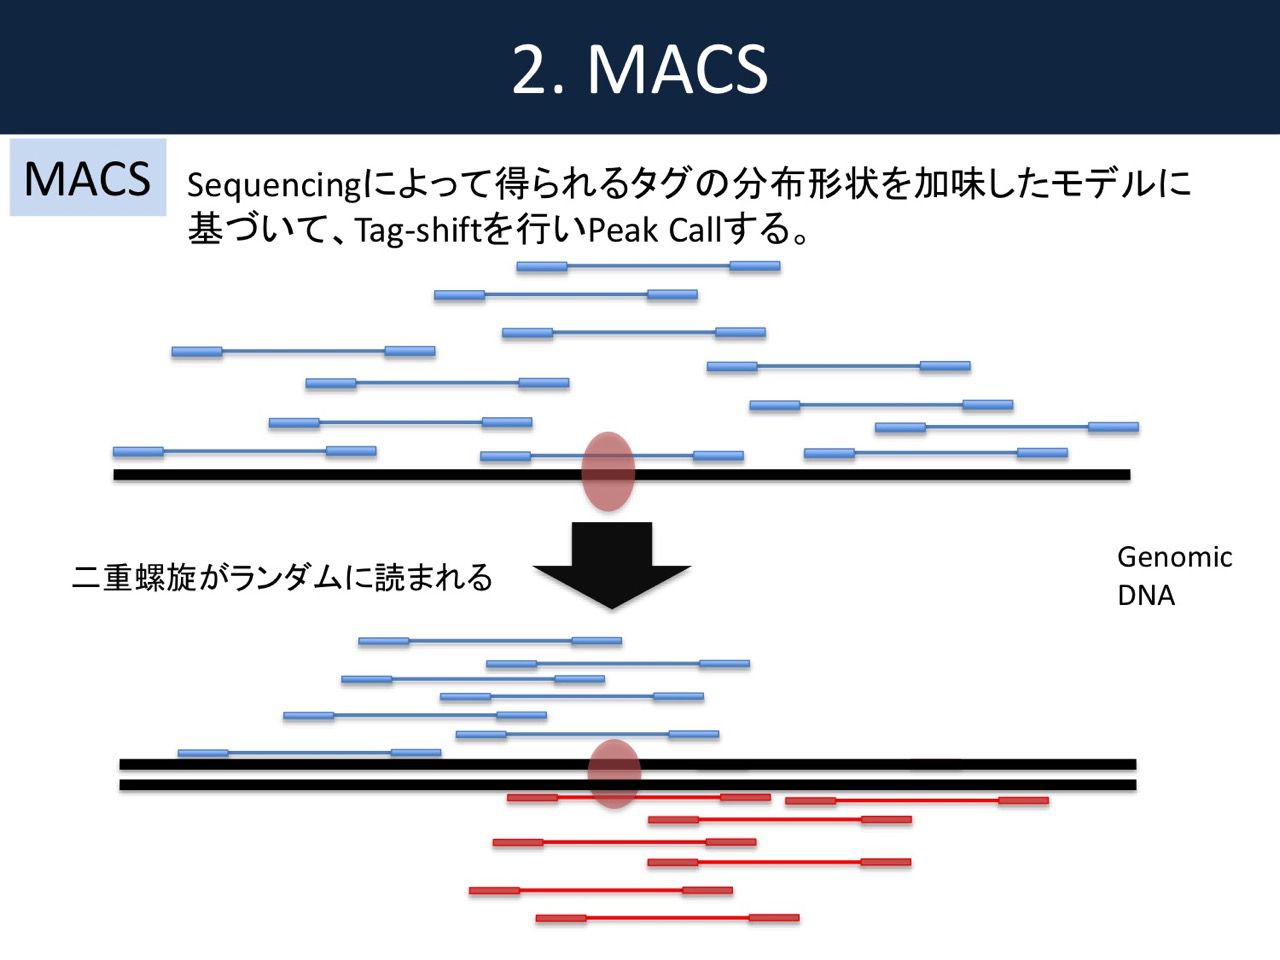 2. MACS
MACS
Sequencingによって得られるタグの分布形状を加味したモデルに
基づいて、Tag-shiftを行いPeak Callする。
二重螺旋がランダムに読まれる
Genomic
DNA